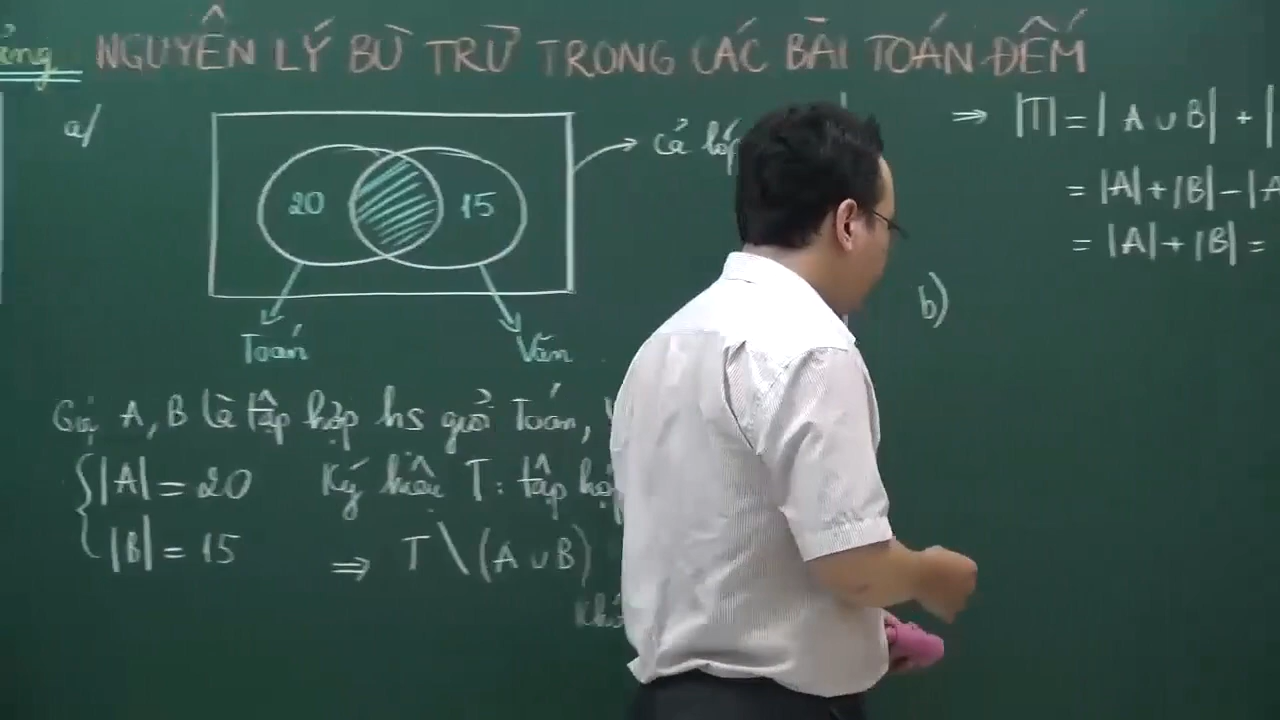 NGUYÊN LÝ BÙ TRỪ TRONG CÁC BÀI TOÁN ĐẾM
a/
20
15
Cả lớp
Toán
Văn
Gọi A, B là tập hợp hs giỏi Toán,
|A| = 20 Ký hiệu T: tập
|B| = 15 ⇒ T \ (A ∪ B)
⇒ |T| = |A ∪ B| + |
= |A| + |B| - |A
= |A| + |B| =
b)